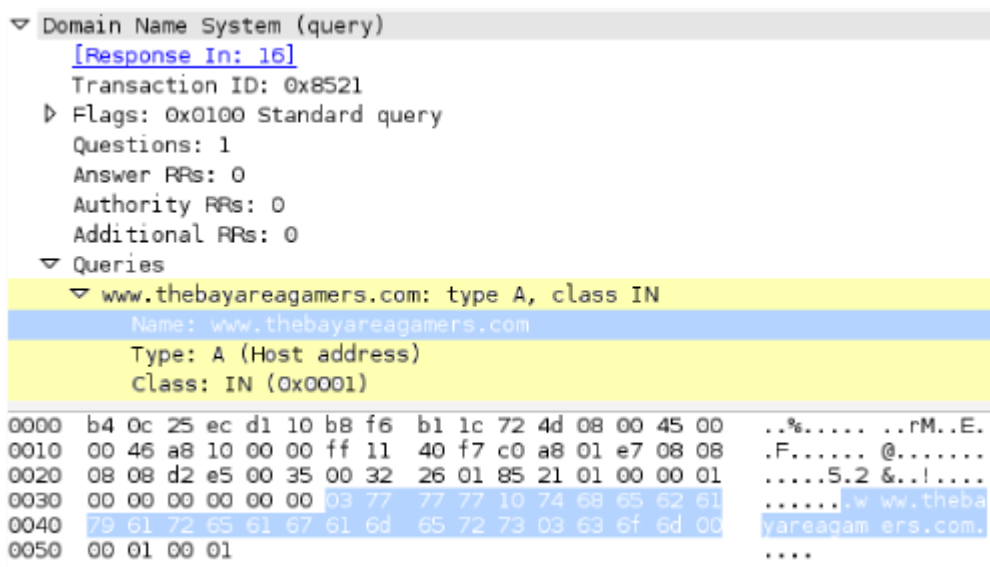 ▽ Domain Name System (query)
[Response In: 16]
Transaction ID: 0x8521
▷ Flags: 0x0100 Standard query
Questions: 1
Answer RRs: 0
Authority RRs: 0
Additional RRs: 0
▽ Queries
▽ www.thebayareagamers.com: type A, class IN
Name: www.thebayareagamers.com
Type: A (Host address)
Class: IN (0x0001)
0000 b4 0c 25 ec d1 10 b8 f6 b1 1c 72 4d 08 00 45 00 ..%..... ..rM..E.
0010 00 46 a8 10 00 00 ff 11 40 f7 c0 a8 01 e7 08 08 .F...... @.......
0020 08 08 d2 e5 00 35 00 32 26 01 85 21 01 00 00 01 .....5.2 &..!....
0030 00 00 00 00 00 00 03 77 77 77 10 74 68 65 62 61 .......w ww.theba
0040 79 61 72 65 61 67 61 6d 65 72 73 03 63 6f 6d 00 yareagam ers.com.
0050 00 01 00 01 ....